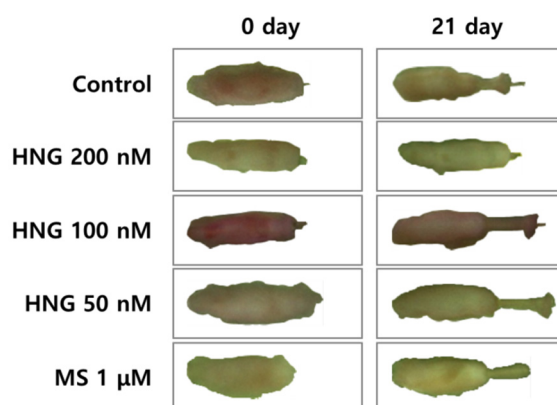 0 day 21 day
Control
HNG 200 nM
HNG 100 nM
HNG 50 nM
MS 1 μM